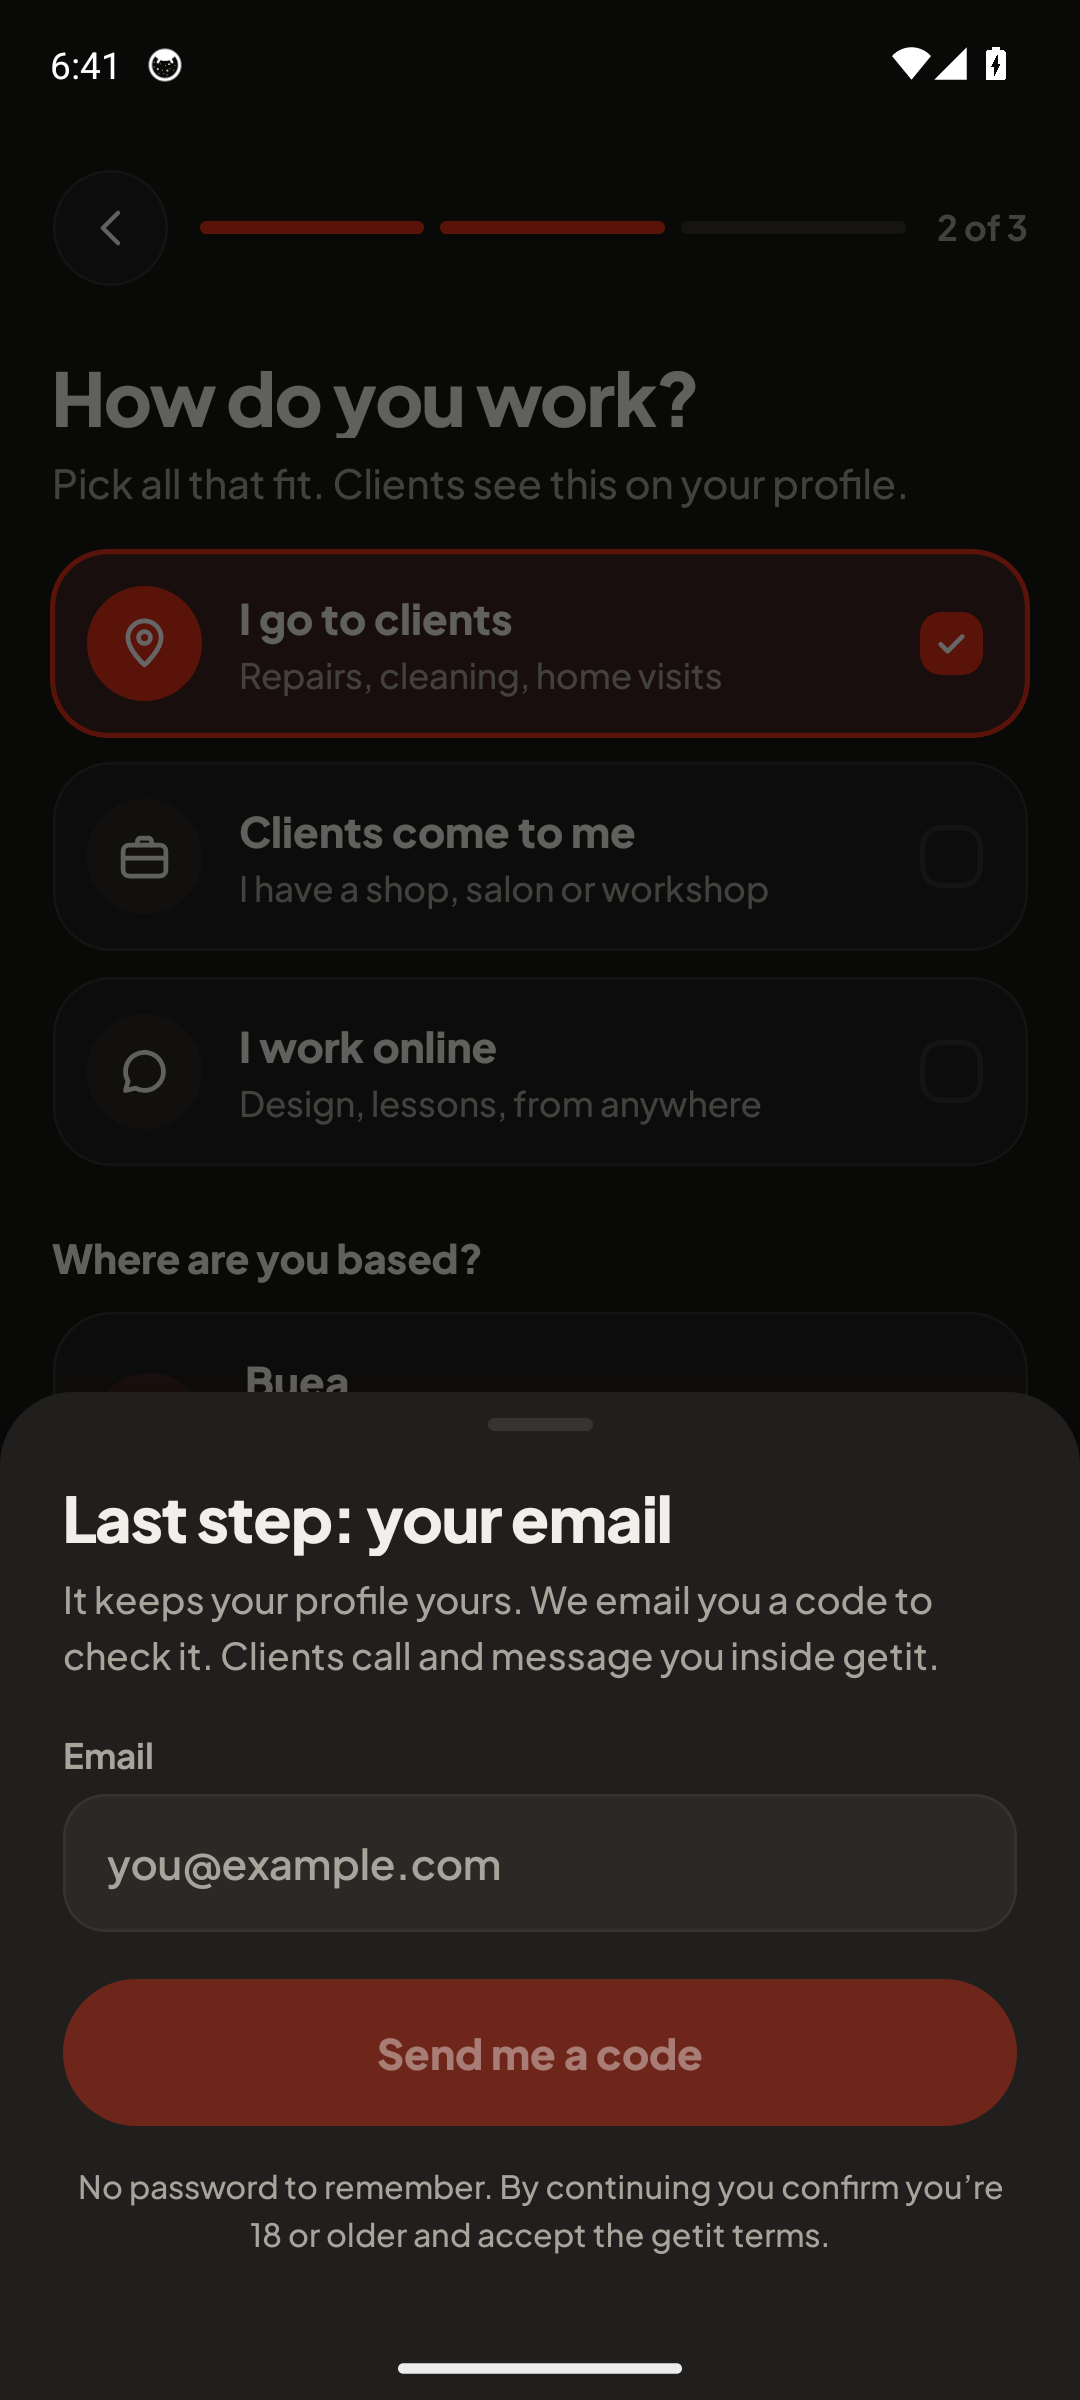 6:41
2 of 3
How do you work?
Pick all that fit. Clients see this on your profile.
I go to clients
Repairs, cleaning, home visits
Clients come to me
I have a shop, salon or workshop
I work online
Design, lessons, from anywhere
Where are you based?
Buea
Last step: your email
It keeps your profile yours. We email you a code to
check it. Clients call and message you inside getit.
Email
you@example.com
Send me a code
No password to remember. By continuing you confirm you’re
18 or older and accept the getit terms.